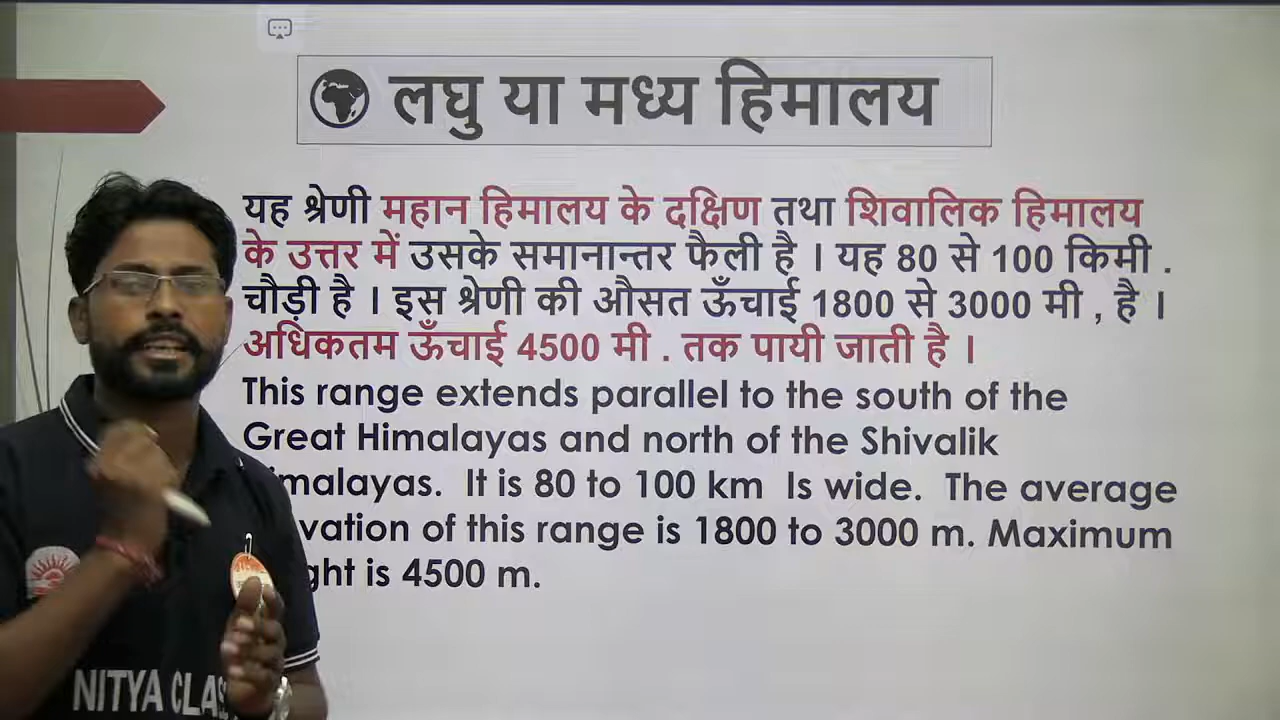 लघु या मध्य हिमालय
यह श्रेणी महान हिमालय के दक्षिण तथा शिवालिक हिमालय
के उत्तर में उसके समानान्तर फैली है । यह 80 से 100 किमी .
चौड़ी है । इस श्रेणी की औसत ऊँचाई 1800 से 3000 मी , है ।
अधिकतम ऊँचाई 4500 मी . तक पायी जाती है ।
This range extends parallel to the south of the
Great Himalayas and north of the Shivalik
malayas. It is 80 to 100 km Is wide. The average
vation of this range is 1800 to 3000 m. Maximum
ght is 4500 m.
NITYA CLAS